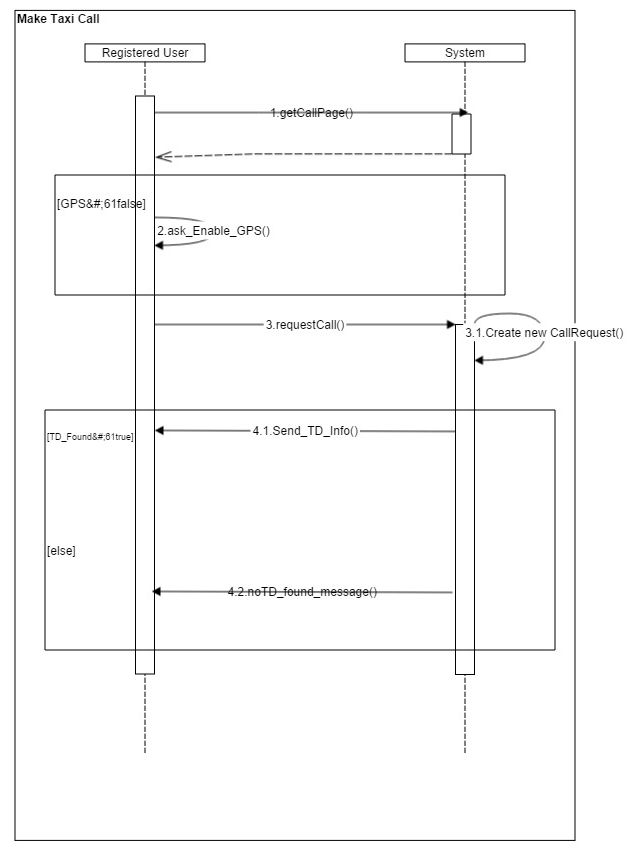 Make Taxi Call
Registered User
System
1.getCallPage()
[GPS&#;61false]
2.ask_Enable_GPS()
3.requestCall()
3.1.Create new CallRequest()
4.1.Send_TD_Info()
[TD_Found&#;61true]
[else]
4.2.noTD_found_message()